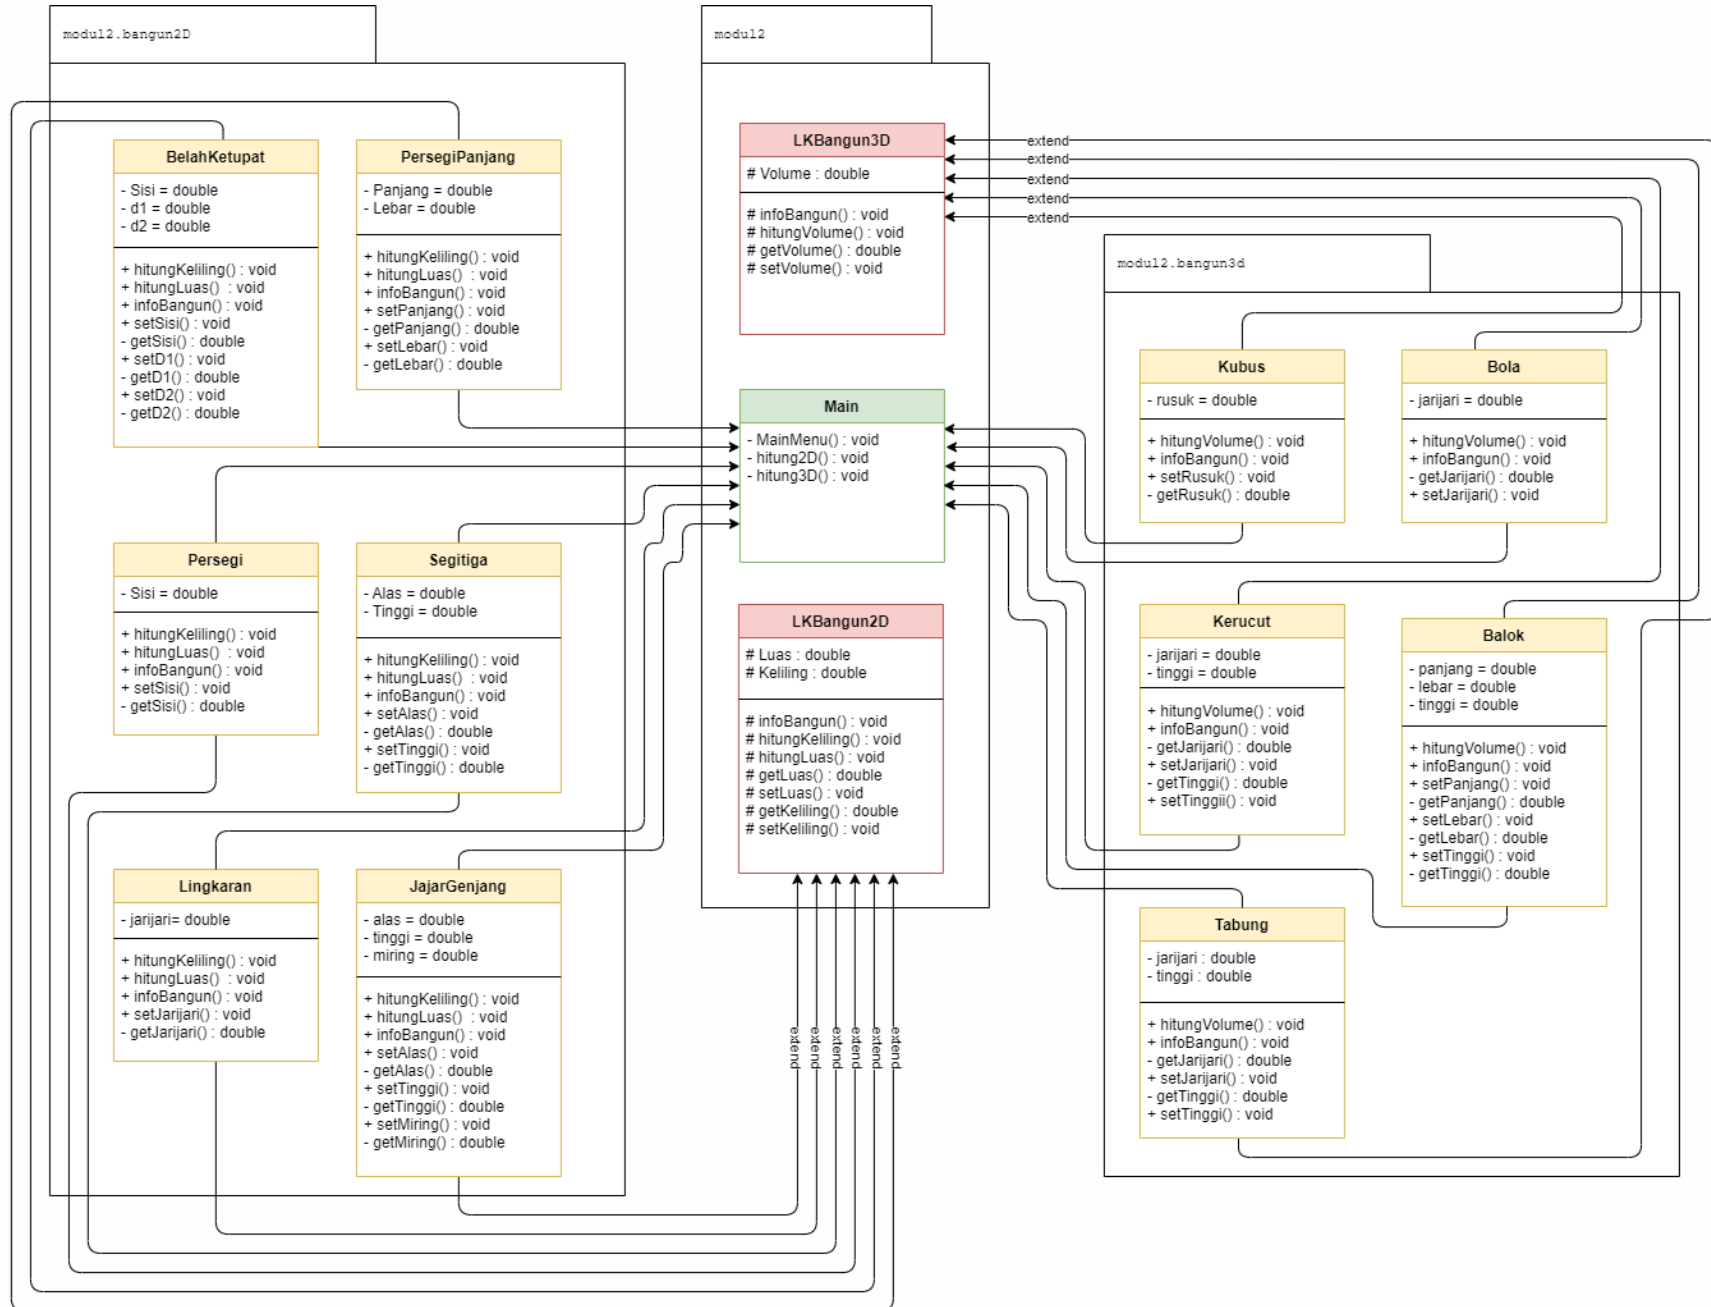 modul2.bangun2D
BelahKetupat
- Sisi = double
- d1 = double
- d2 = double
+ hitungKeliling() : void
+ hitungLuas()  : void
+ infoBangun() : void
+ setSisi() : void
- getSisi() : double
+ setD1() : void
- getD1() : double
+ setD2() : void
- getD2() : double
PersegiPanjang
- Panjang = double
- Lebar = double
+ hitungKeliling() : void
+ hitungLuas()  : void
+ infoBangun() : void
+ setPanjang() : void
- getPanjang() : double
+ setLebar() : void
- getLebar() : double
Persegi
- Sisi = double
+ hitungKeliling() : void
+ hitungLuas()  : void
+ infoBangun() : void
+ setSisi() : void
- getSisi() : double
Segitiga
- Alas = double
- Tinggi = double
+ hitungKeliling() : void
+ hitungLuas()  : void
+ infoBangun() : void
+ setAlas() : void
- getAlas() : double
+ setTinggi() : void
- getTinggi() : double
Lingkaran
- jarijari= double
+ hitungKeliling() : void
+ hitungLuas()  : void
+ infoBangun() : void
+ setJarijari() : void
- getJarijari() : double
JajarGenjang
- alas = double
- tinggi = double
- miring = double
+ hitungKeliling() : void
+ hitungLuas()  : void
+ infoBangun() : void
+ setAlas() : void
- getAlas() : double
+ setTinggi() : void
- getTinggi() : double
+ setMiring() : void
- getMiring() : double
modul2
LKBangun3D
# Volume : double
# infoBangun() : void
# hitungVolume() : void
# getVolume() : double
# setVolume() : void
Main
- MainMenu() : void
- hitung2D() : void
- hitung3D() : void
LKBangun2D
# Luas : double
# Keliling : double
# infoBangun() : void
# hitungKeliling() : void
# hitungLuas() : void
# getLuas() : double
# setLuas() : void
# getKeliling() : double
# setKeliling() : void
extend
extend
extend
extend
extend
extend
extend
extend
extend
extend
extend
modul2.bangun3d
Kubus
- rusuk = double
+ hitungVolume() : void
+ infoBangun() : void
+ setRusuk() : void
- getRusuk() : double
Bola
- jarijari = double
+ hitungVolume() : void
+ infoBangun() : void
- getJarijari() : double
+ setJarijari() : void
Kerucut
- jarijari = double
- tinggi = double
+ hitungVolume() : void
+ infoBangun() : void
- getJarijari() : double
+ setJarijari() : void
- getTinggi() : double
+ setTinggii() : void
Balok
- panjang = double
- lebar = double
- tinggi = double
+ hitungVolume() : void
+ infoBangun() : void
+ setPanjang() : void
- getPanjang() : double
+ setLebar() : void
- getLebar() : double
+ setTinggi() : void
- getTinggi() : double
Tabung
- jarijari : double
- tinggi : double
+ hitungVolume() : void
+ infoBangun() : void
- getJarijari() : double
+ setJarijari() : void
- getTinggi() : double
+ setTinggi() : void